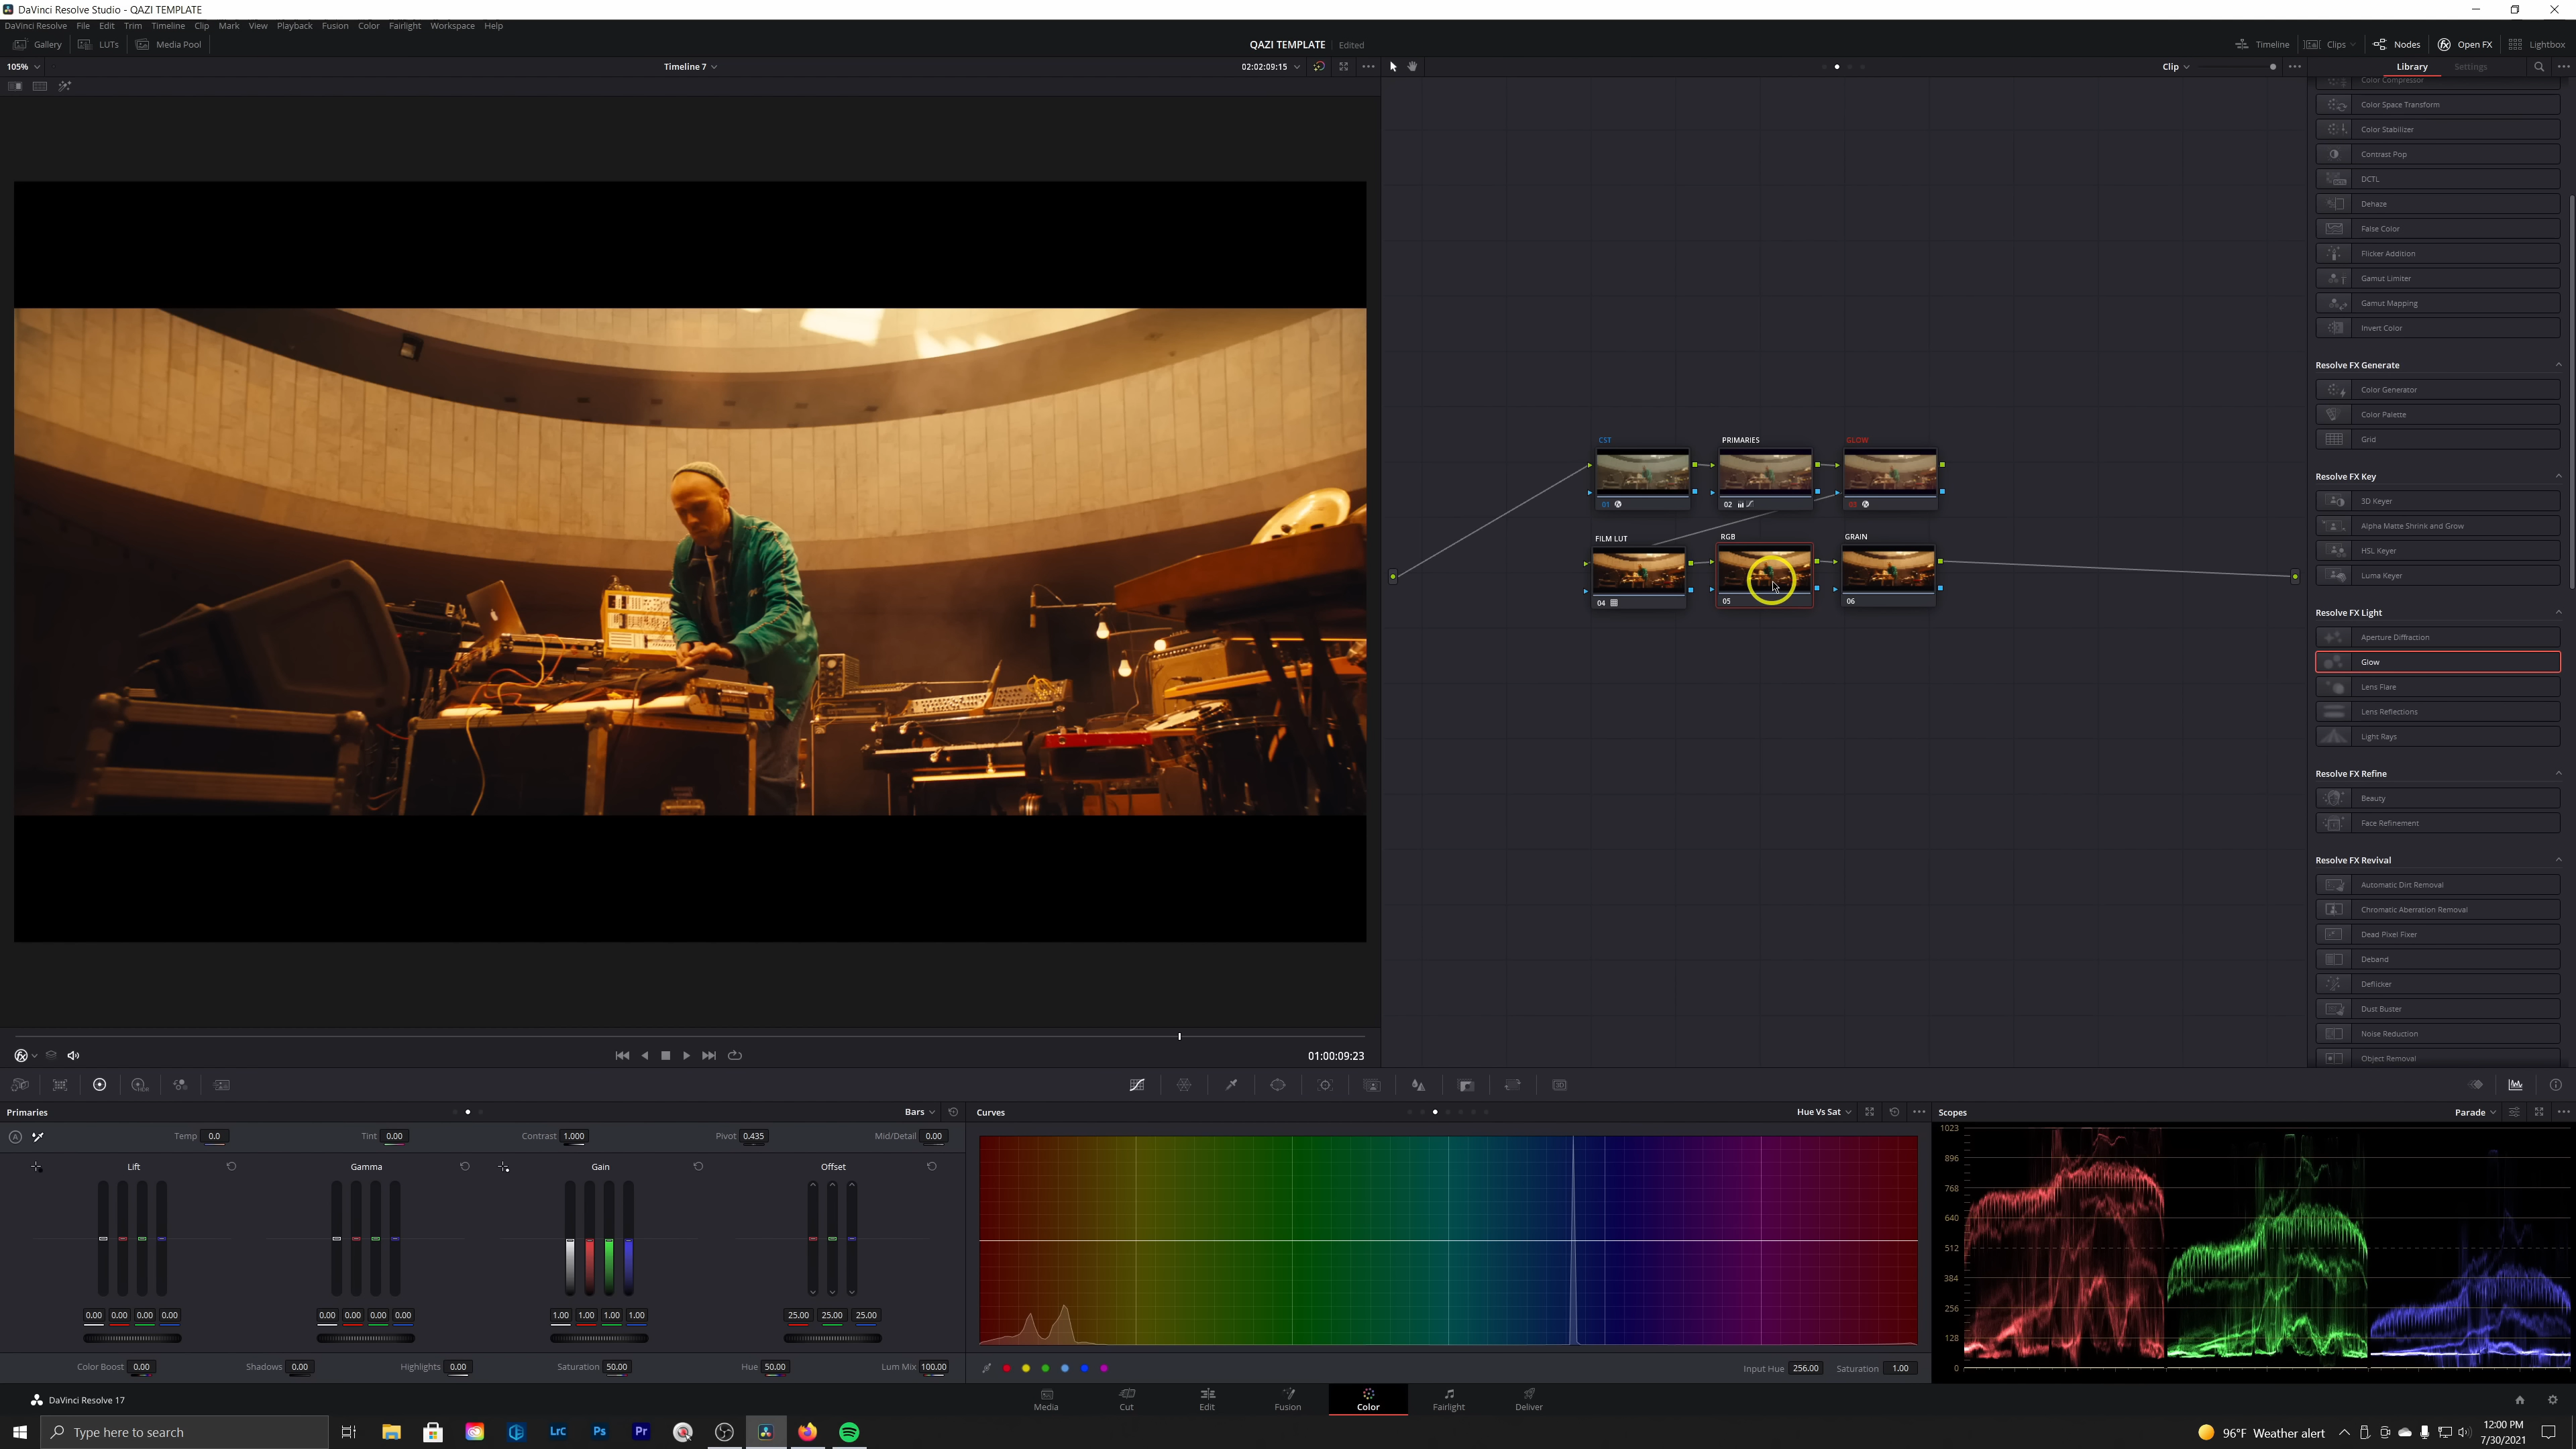 DaVinci Resolve Studio - QAZI TEMPLATE
DaVinci Resolve File Edit Trim Timeline Clip Mark View Playback Fusion Color Fairlight Workspace Help
Gallery LUTs Media Pool QAZI TEMPLATE Edited Timeline Clips Nodes Open FX Lightbox
105% Timeline 7 02:02:09:15 Clip Library Settings
Color Compressor
Color Space Transform
Color Stabilizer
Contrast Pop
DCTL
Dehaze
False Color
Flicker Addition
Gamut Limiter
Gamut Mapping
Invert Color
Resolve FX Generate
Color Generator
Color Palette
Grid
Resolve FX Key
3D Keyer
Alpha Matte Shrink and Grow
HSL Keyer
Luma Keyer
Resolve FX Light
Aperture Diffraction
Glow
Lens Flare
Lens Reflections
Light Rays
Resolve FX Refine
Beauty
Face Refinement
Resolve FX Revival
Automatic Dirt Removal
Chromatic Aberration Removal
Dead Pixel Fixer
Deband
Deflicker
Dust Buster
Noise Reduction
Object Removal
CST PRIMARIES GLOW
01 02 03
FILM LUT RGB GRAIN
04 05 06
01:00:09:23
Primaries Bars
Temp 0.0 Tint 0.00 Contrast 1.000 Pivot 0.435 Mid/Detail 0.00
Lift Gamma Gain Offset
0.00 0.00 0.00 0.00 0.00 0.00 0.00 0.00 1.00 1.00 1.00 1.00 25.00 25.00 25.00
Color Boost 0.00 Shadows 0.00 Highlights 0.00 Saturation 50.00 Hue 50.00 Lum Mix 100.00
Curves Hue Vs Sat
Input Hue 256.00 Saturation 1.00
Scopes Parade
1023
896
768
640
512
384
256
128
0
DaVinci Resolve 17 Media Cut Edit Fusion Color Fairlight Deliver
Type here to search LrC Ps Pr 96°F Weather alert 12:00 PM
7/30/2021